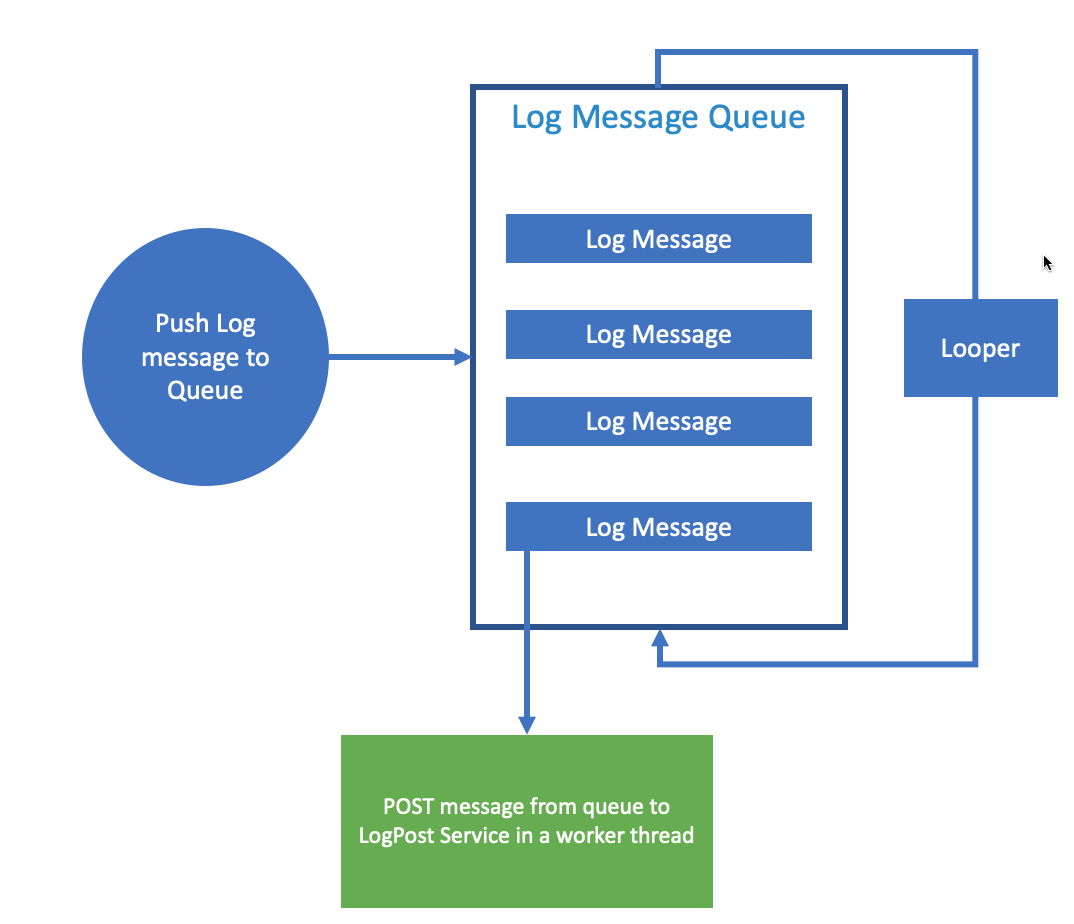 Log Message Queue
Log Message
Push Log
message to
Queue
Log Message
Looper
Log Message
Log Message
POST message from queue to
LogPost Service in a worker thread